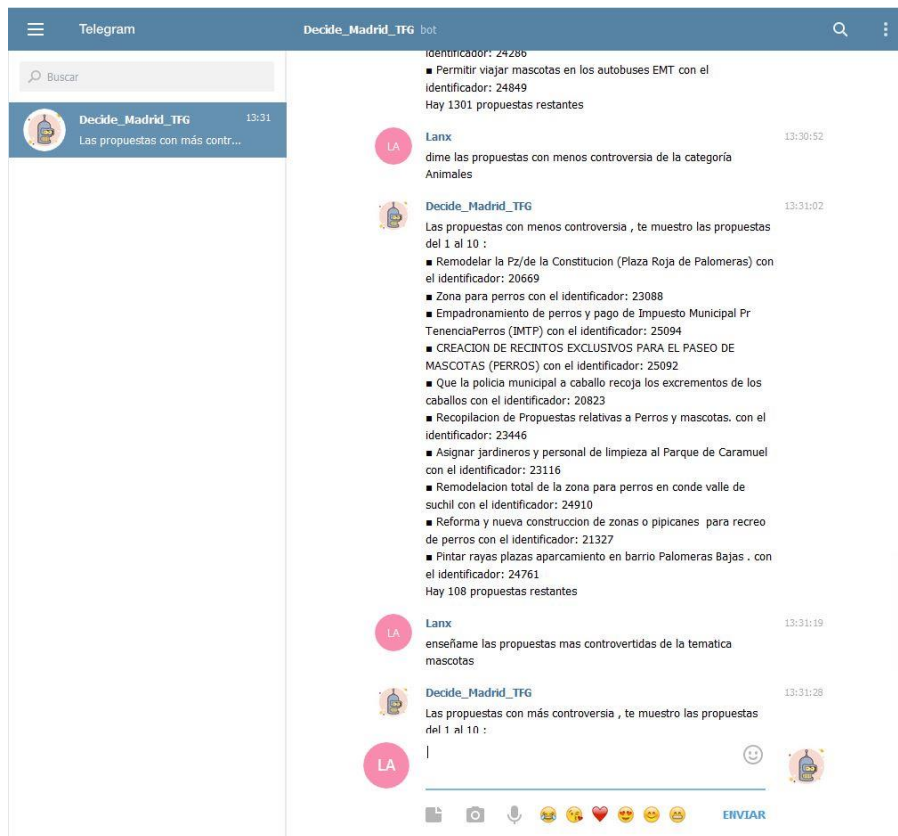 Telegram
Decide_Madrid_TFG bot
Buscar
Decide_Madrid_TFG 13:31
Las propuestas con más contr...
identificador: 24286
■ Permitir viajar mascotas en los autobuses EMT con el
identificador: 24849
Hay 1301 propuestas restantes
LA
Lanx 13:30:52
dime las propuestas con menos controversia de la categoría
Animales
Decide_Madrid_TFG 13:31:02
Las propuestas con menos controversia , te muestro las propuestas
del 1 al 10 :
■ Remodelar la Pz/de la Constitucion (Plaza Roja de Palomeras) con
el identificador: 20669
■ Zona para perros con el identificador: 23088
■ Empadronamiento de perros y pago de Impuesto Municipal Pr
TenenciaPerros (IMTP) con el identificador: 25094
■ CREACION DE RECINTOS EXCLUSIVOS PARA EL PASEO DE
MASCOTAS (PERROS) con el identificador: 25092
■ Que la policia municipal a caballo recoja los excrementos de los
caballos con el identificador: 20823
■ Recopilacion de Propuestas relativas a Perros y mascotas. con el
identificador: 23446
■ Asignar jardineros y personal de limpieza al Parque de Caramuel
con el identificador: 23116
■ Remodelacion total de la zona para perros en conde valle de
suchil con el identificador: 24910
■ Reforma y nueva construccion de zonas o pipicanes  para recreo
de perros con el identificador: 21327
■ Pintar rayas plazas aparcamiento en barrio Palomeras Bajas . con
el identificador: 24761
Hay 108 propuestas restantes
LA
Lanx 13:31:19
enseñame las propuestas mas controvertidas de la tematica
mascotas
Decide_Madrid_TFG 13:31:28
Las propuestas con más controversia , te muestro las propuestas
del 1 al 10 :
LA
ENVIAR